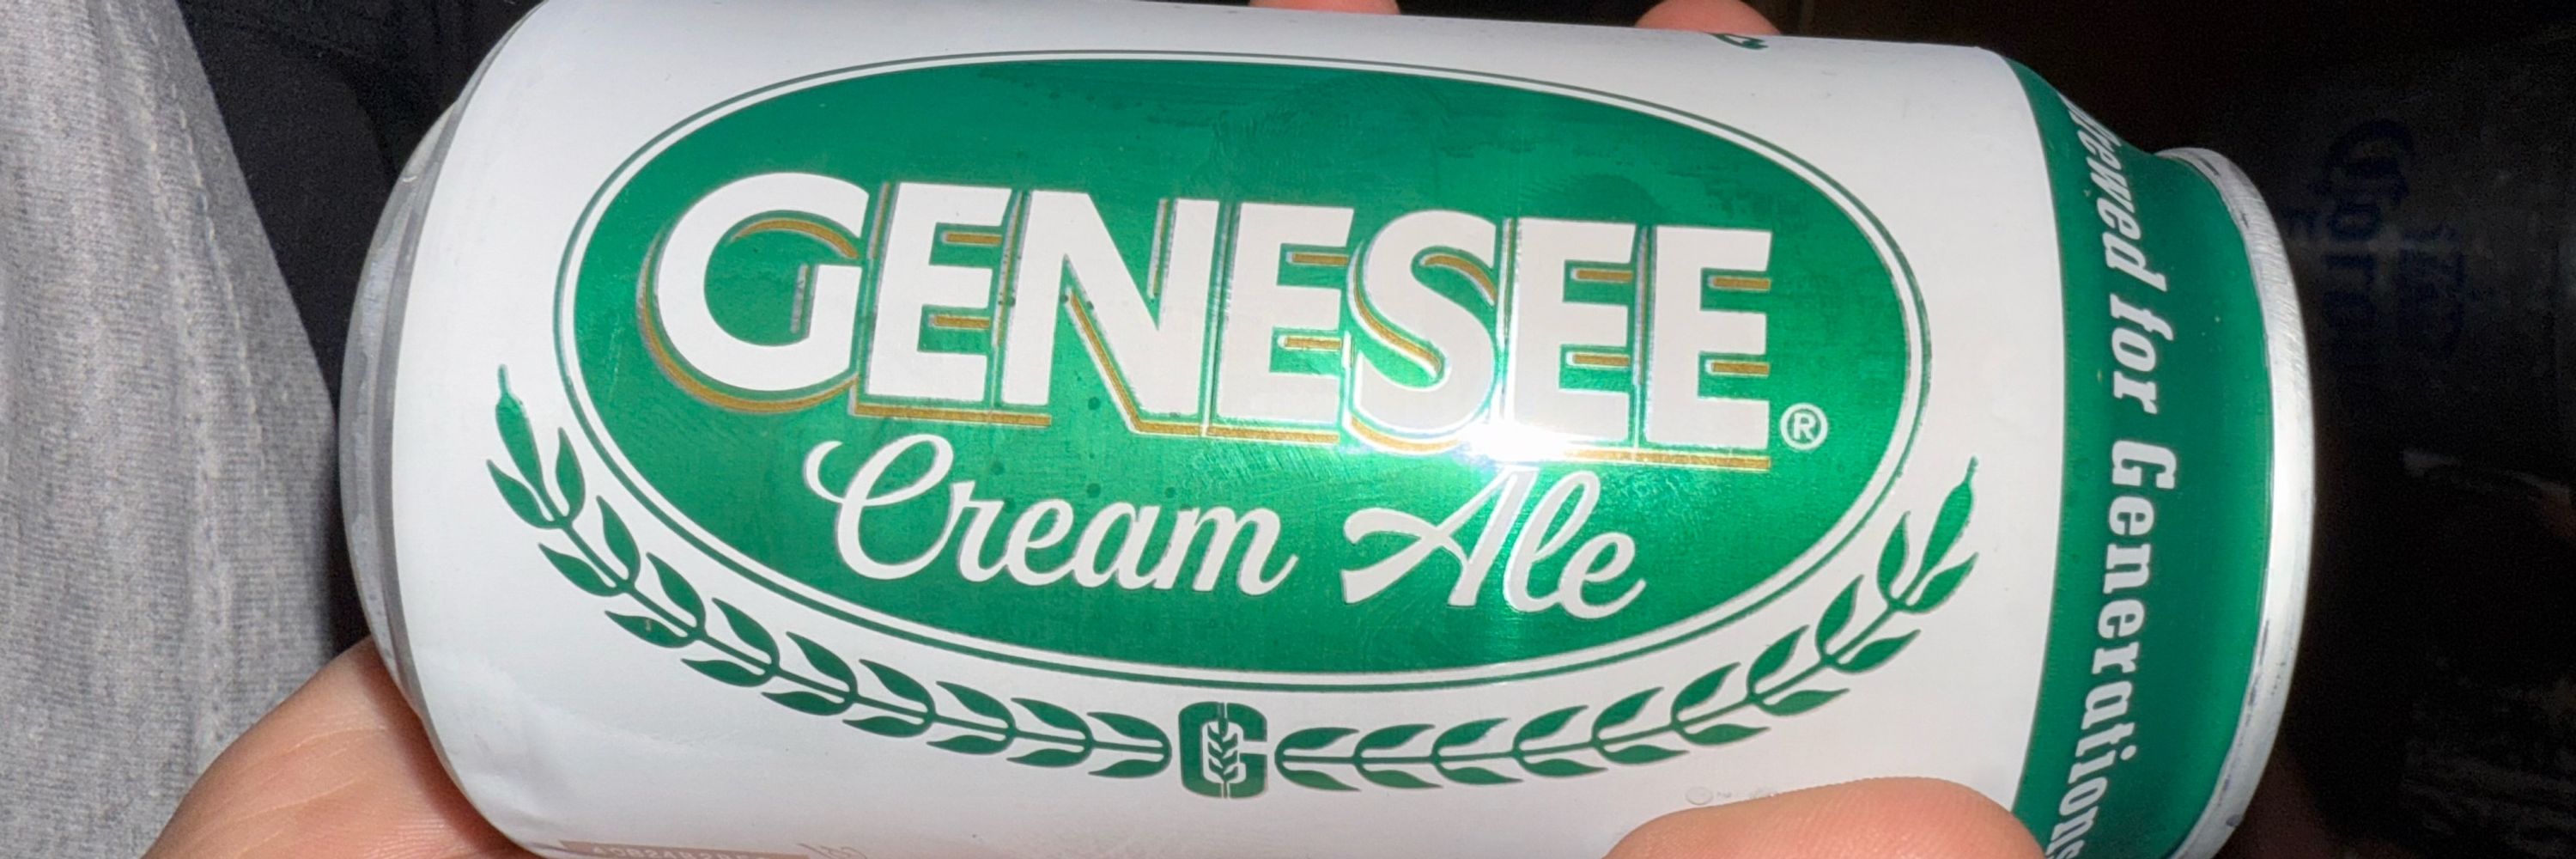 GENESEE®
Cream Ale
G
Brewed for Generations